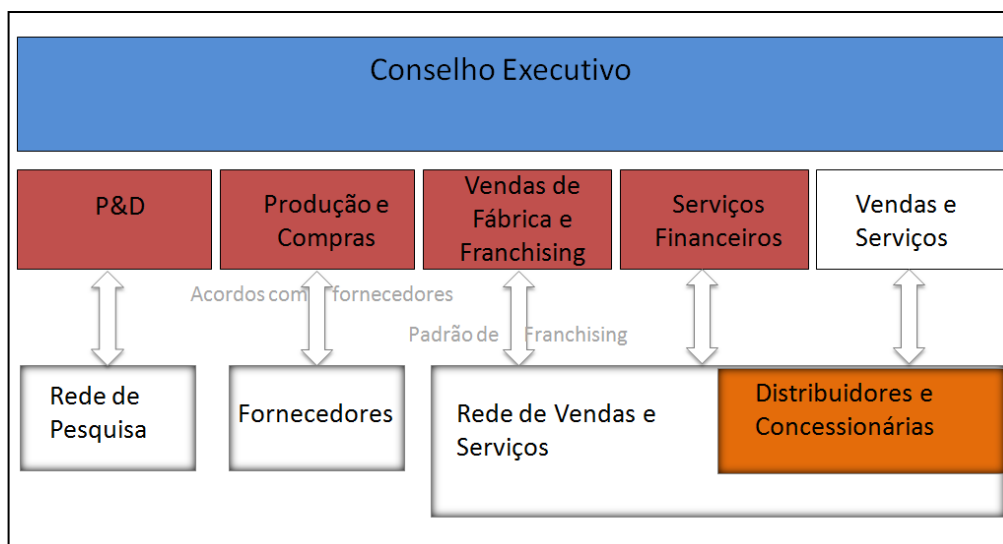 Conselho Executivo
P&D
Produção e
Compras
Vendas de
Fábrica e
Franchising
Serviços
Financeiros
Vendas e
Serviços
Acordos com fornecedores
Padrão de Franchising
Rede de
Pesquisa
Fornecedores
Rede de Vendas e
Serviços
Distribuidores e
Concessionárias